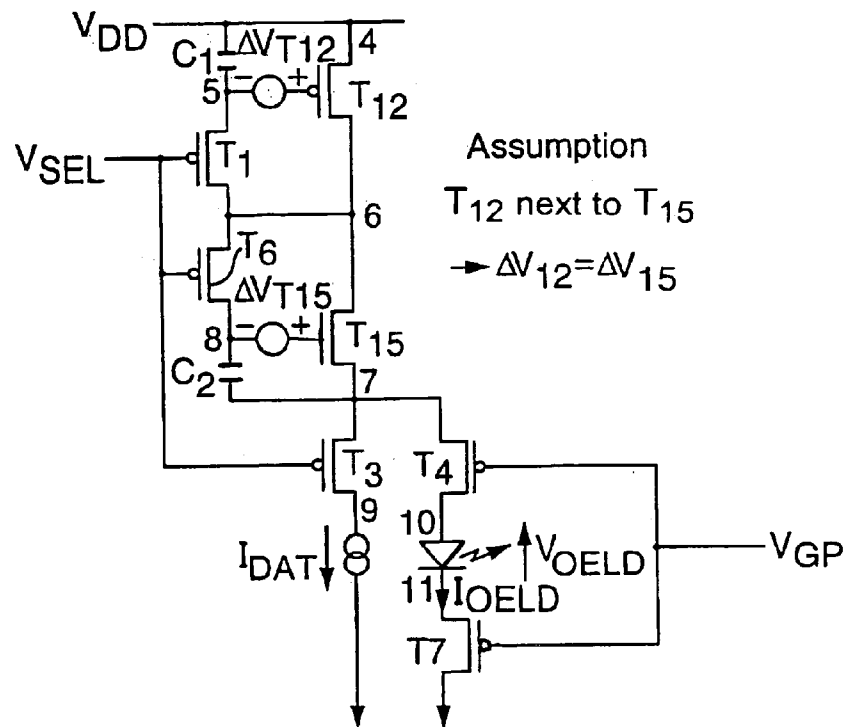 VDD
4
C1
ΔVT12
5
− +
T12
VSEL
T1
Assumption
T12 next to T15
→ ΔV12=ΔV15
6
T6
ΔVT15
8
− +
T15
C2
7
T3
T4
9
10
IDAT
VOELD
VGP
11
IOELD
T7